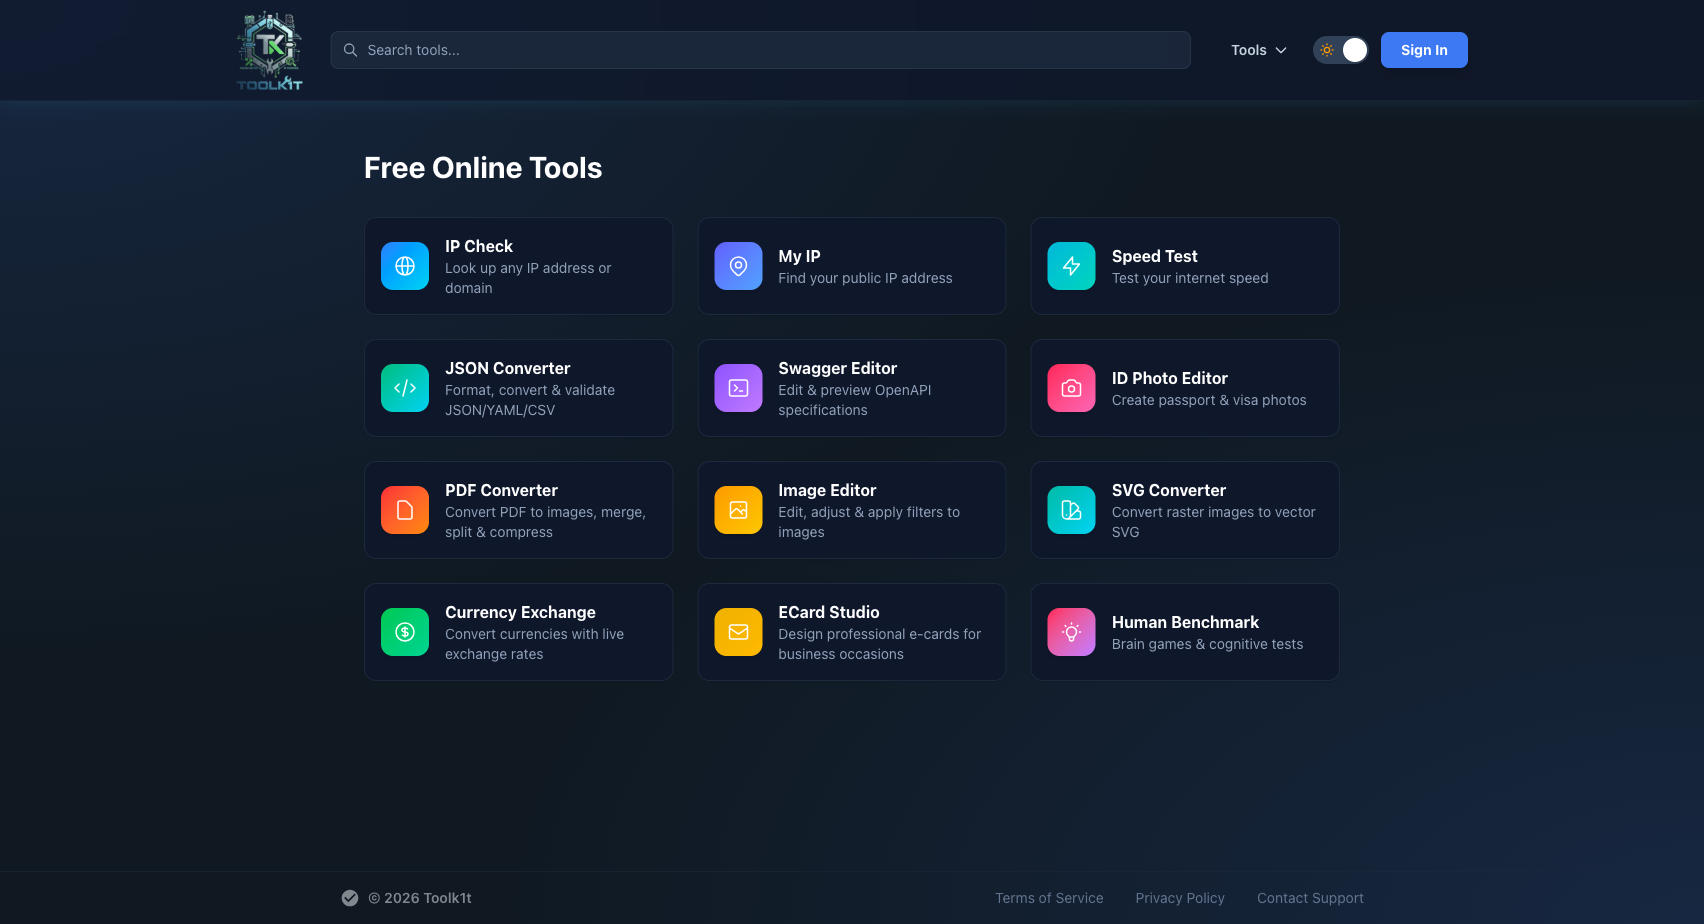 TK
TOOLK1T
Search tools...
Tools
Sign In
Free Online Tools
IP Check
Look up any IP address or
domain
My IP
Find your public IP address
Speed Test
Test your internet speed
JSON Converter
Format, convert & validate
JSON/YAML/CSV
Swagger Editor
Edit & preview OpenAPI
specifications
ID Photo Editor
Create passport & visa photos
PDF Converter
Convert PDF to images, merge,
split & compress
Image Editor
Edit, adjust & apply filters to
images
SVG Converter
Convert raster images to vector
SVG
Currency Exchange
Convert currencies with live
exchange rates
ECard Studio
Design professional e-cards for
business occasions
Human Benchmark
Brain games & cognitive tests
© 2026 Toolk1t
Terms of Service
Privacy Policy
Contact Support